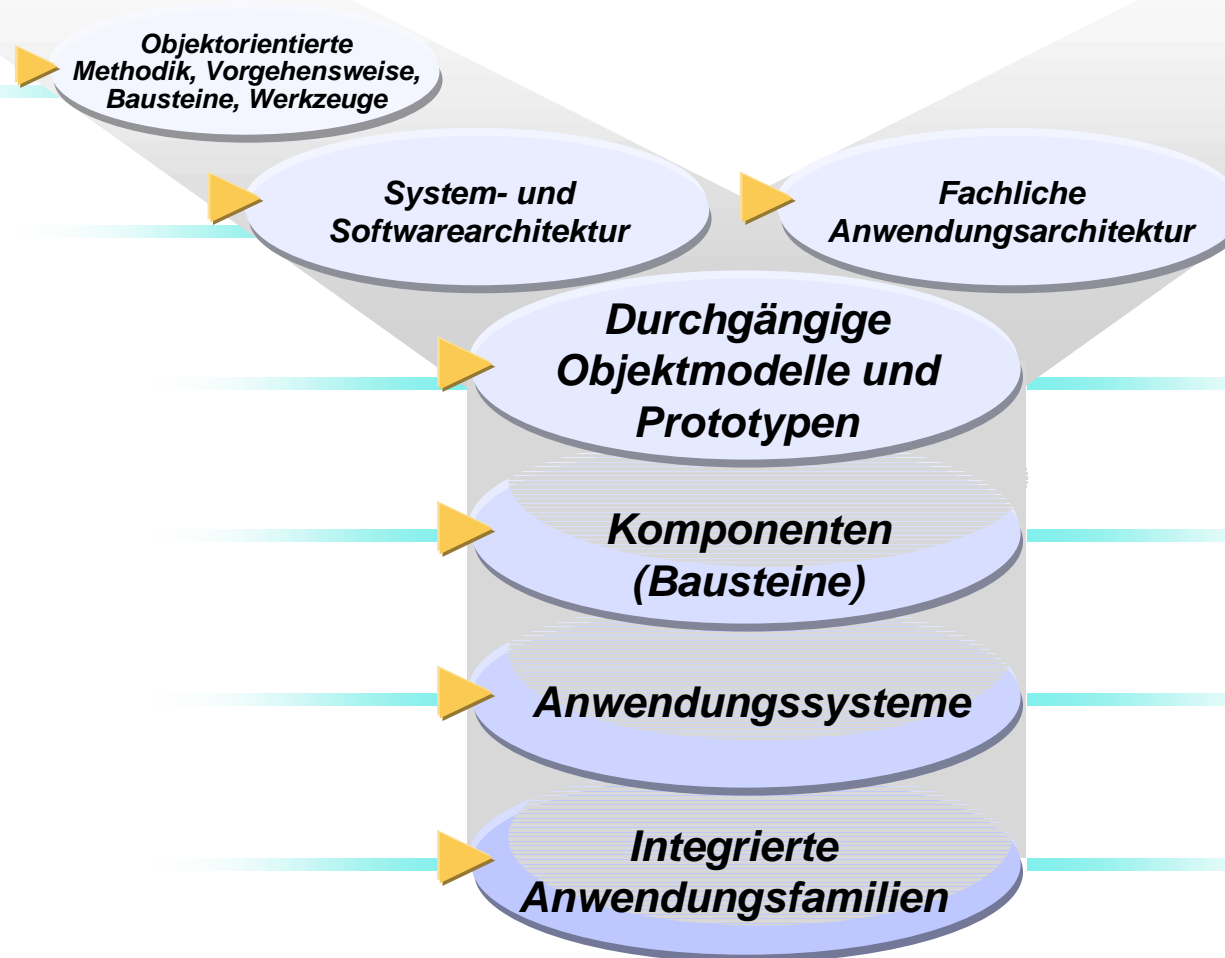 Objektorientierte
Methodik, Vorgehensweise,
Bausteine, Werkzeuge
System- und
Softwarearchitektur
Fachliche
Anwendungsarchitektur
Durchgängige
Objektmodelle und
Prototypen
Komponenten
(Bausteine)
Anwendungssysteme
Integrierte
Anwendungsfamilien